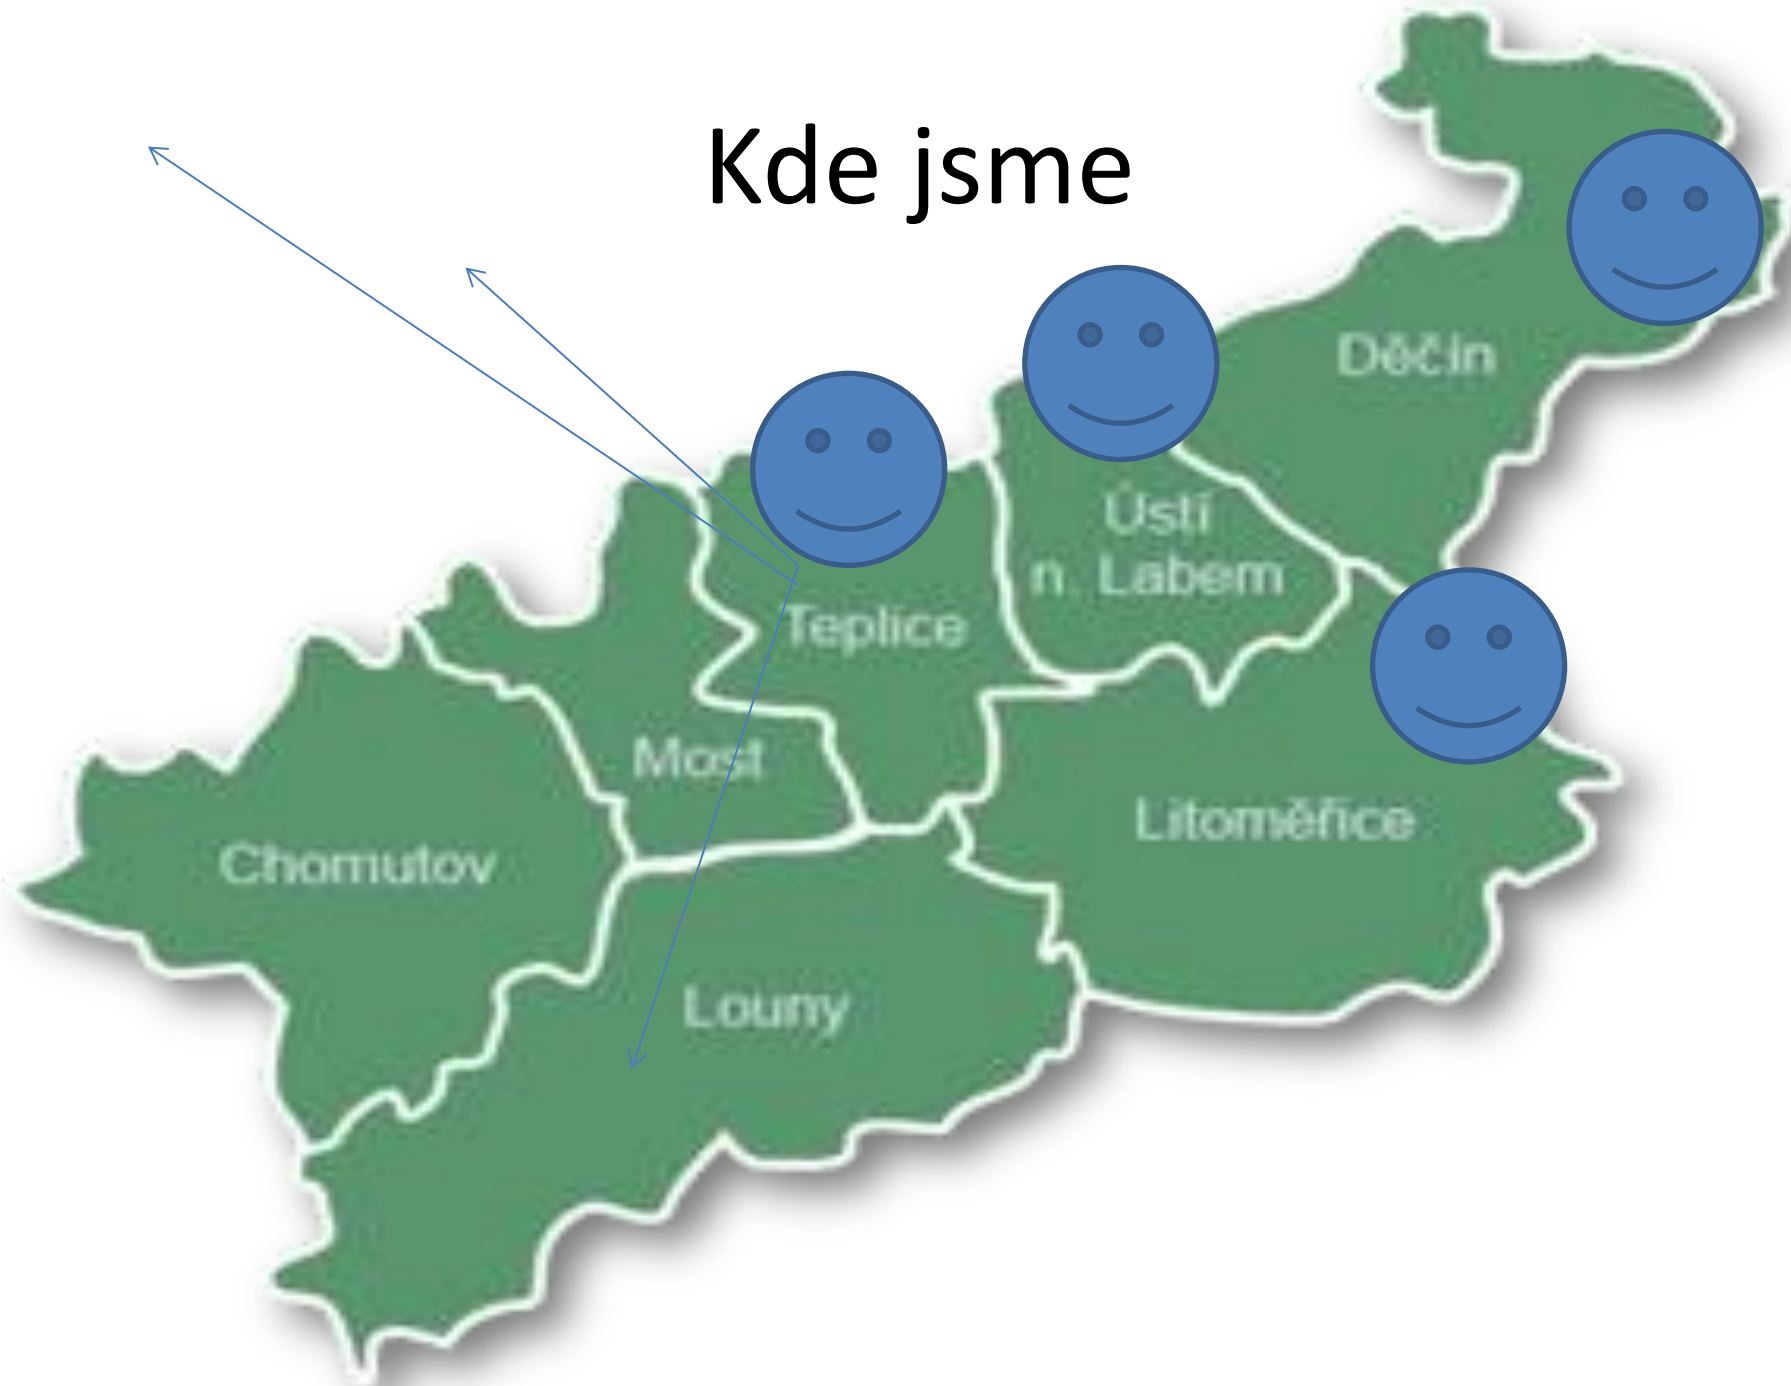 Kde jsme
Děčín
Ústí
n. Labem
Teplice
Most
Litoměřice
Chomutov
Louny